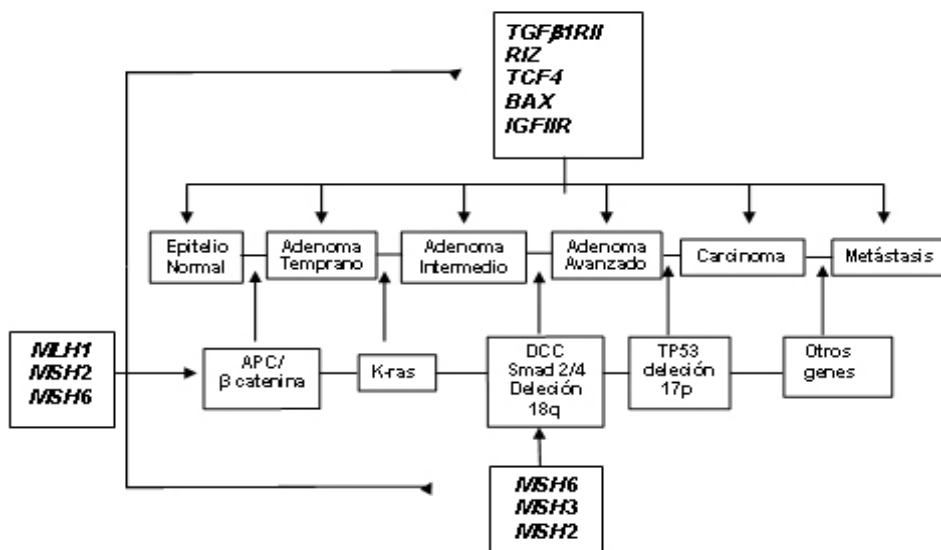 TGFβ1RII
RIZ
TCF4
BAX
IGFIIR
Epitelio
Normal
Adenoma
Temprano
Adenoma
Intermedio
Adenoma
Avanzado
Carcinoma
Metástasis
MLH1
MSH2
MSH6
APC/
β catenina
K-ras
DCC
Smad 2/4
Deleción
18q
TP53
deleción
17p
Otros
genes
MSH6
MSH3
MSH2